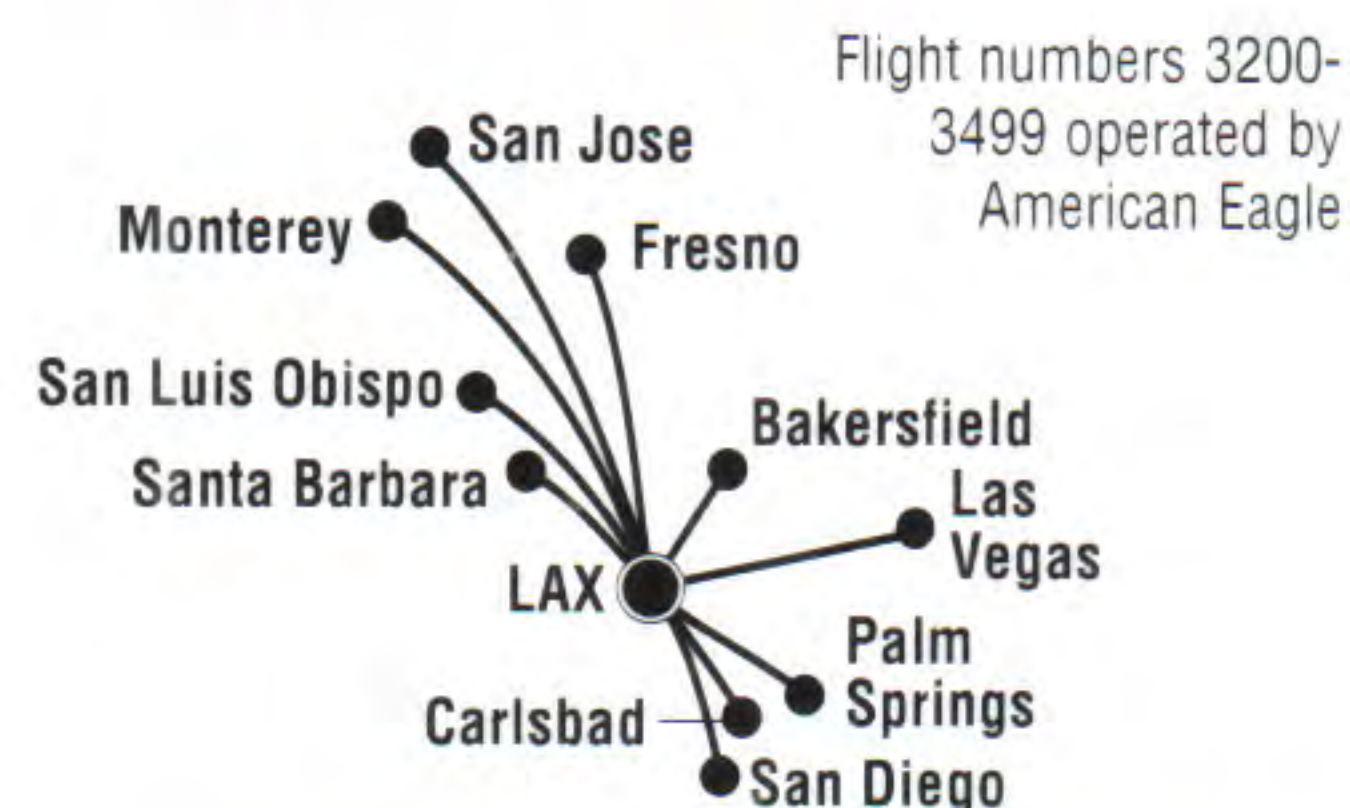 Flight numbers 3200-
3499 operated by
American Eagle
San Jose
Monterey
Fresno
San Luis Obispo
Bakersfield
Santa Barbara
Las
Vegas
LAX
Palm
Springs
Carlsbad
San Diego